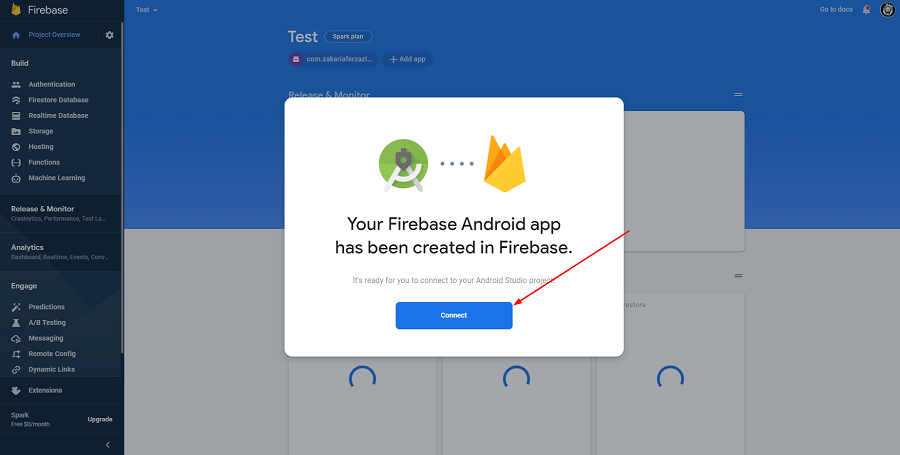 Firebase
Test
Go to docs
Project Overview
Test
Spark plan
com.zakariaferzazi...
+ Add app
Build
Authentication
Firestore Database
Realtime Database
Storage
Hosting
Functions
Machine Learning
Release & Monitor
Release & Monitor
Crashlytics, Performance, Test La...
Analytics
Dashboard, Realtime, Events, Conv...
Engage
Predictions
A/B Testing
Messaging
Remote Config
Dynamic Links
Extensions
Spark
Free $0/month
Upgrade
Your Firebase Android app
has been created in Firebase.
It's ready for you to connect to your Android Studio project.
Connect